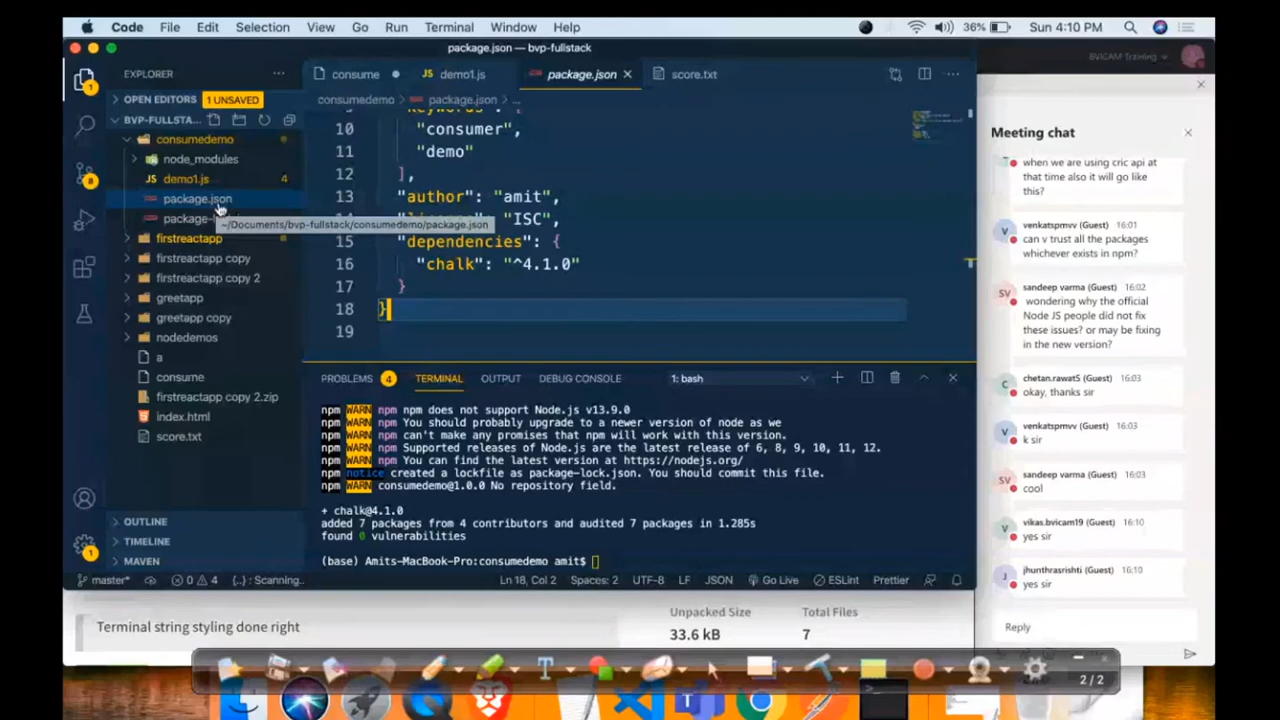 Code File Edit Selection View Go Run Terminal Window Help
36% Sun 4:10 PM
package.json — bvp-fullstack
BVICAM Training
EXPLORER
OPEN EDITORS 1 UNSAVED
BVP-FULLSTA...
consumedemo
node_modules
demo1.js 4
package.json
package-l
firstreactapp
firstreactapp copy
firstreactapp copy 2
greetapp
greetapp copy
nodedemos
a
consume
firstreactapp copy 2.zip
index.html
score.txt
OUTLINE
TIMELINE
MAVEN
1
8
1
consume demo1.js package.json score.txt
consumedemo > package.json > ...
10 "consumer",
11 "demo"
12 ],
13 "author": "amit",
14 "ISC",
~/Documents/bvp-fullstack/consumedemo/package.json
15 "dependencies": {
16 "chalk": "^4.1.0"
17 }
18 }
19
PROBLEMS 4 TERMINAL OUTPUT DEBUG CONSOLE 1: bash
npm WARN npm npm does not support Node.js v13.9.0
npm WARN npm You should probably upgrade to a newer version of node as we
npm WARN npm can't make any promises that npm will work with this version.
npm WARN npm Supported releases of Node.js are the latest release of 6, 8, 9, 10, 11, 12.
npm WARN npm You can find the latest version at https://nodejs.org/
npm notice created a lockfile as package-lock.json. You should commit this file.
npm WARN consumedemo@1.0.0 No repository field.
+ chalk@4.1.0
added 7 packages from 4 contributors and audited 7 packages in 1.285s
found 0 vulnerabilities
(base) Amits-MacBook-Pro:consumedemo amit$
master* 0 4 {..} : Scanning.. Ln 18, Col 2 Spaces: 2 UTF-8 LF JSON Go Live ESLint Prettier
Terminal string styling done right
Unpacked Size Total Files
33.6 kB 7
Meeting chat
when we are using cric api at
that time also it will go like
this?
V venkatspmvv (Guest) 16:01
can v trust all the packages
whichever exists in npm?
SV sandeep varma (Guest) 16:02
wondering why the official
Node JS people did not fix
these issues? or may be fixing
in the new version?
C chetan.rawatS (Guest) 16:03
okay, thanks sir
V venkatspmvv (Guest) 16:03
k sir
SV sandeep varma (Guest) 16:03
cool
V vikas.bvicam19 (Guest) 16:10
yes sir
J jhunthrasrishti (Guest) 16:10
yes sir
Reply
2/2